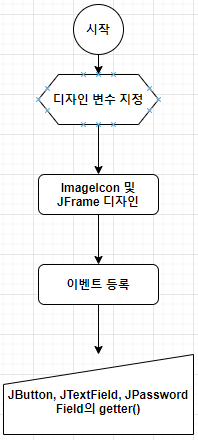 시작
디자인 변수 지정
ImageIcon 및
JFrame 디자인
이벤트 등록
JButton, JTextField, JPassword
Field의 getter()